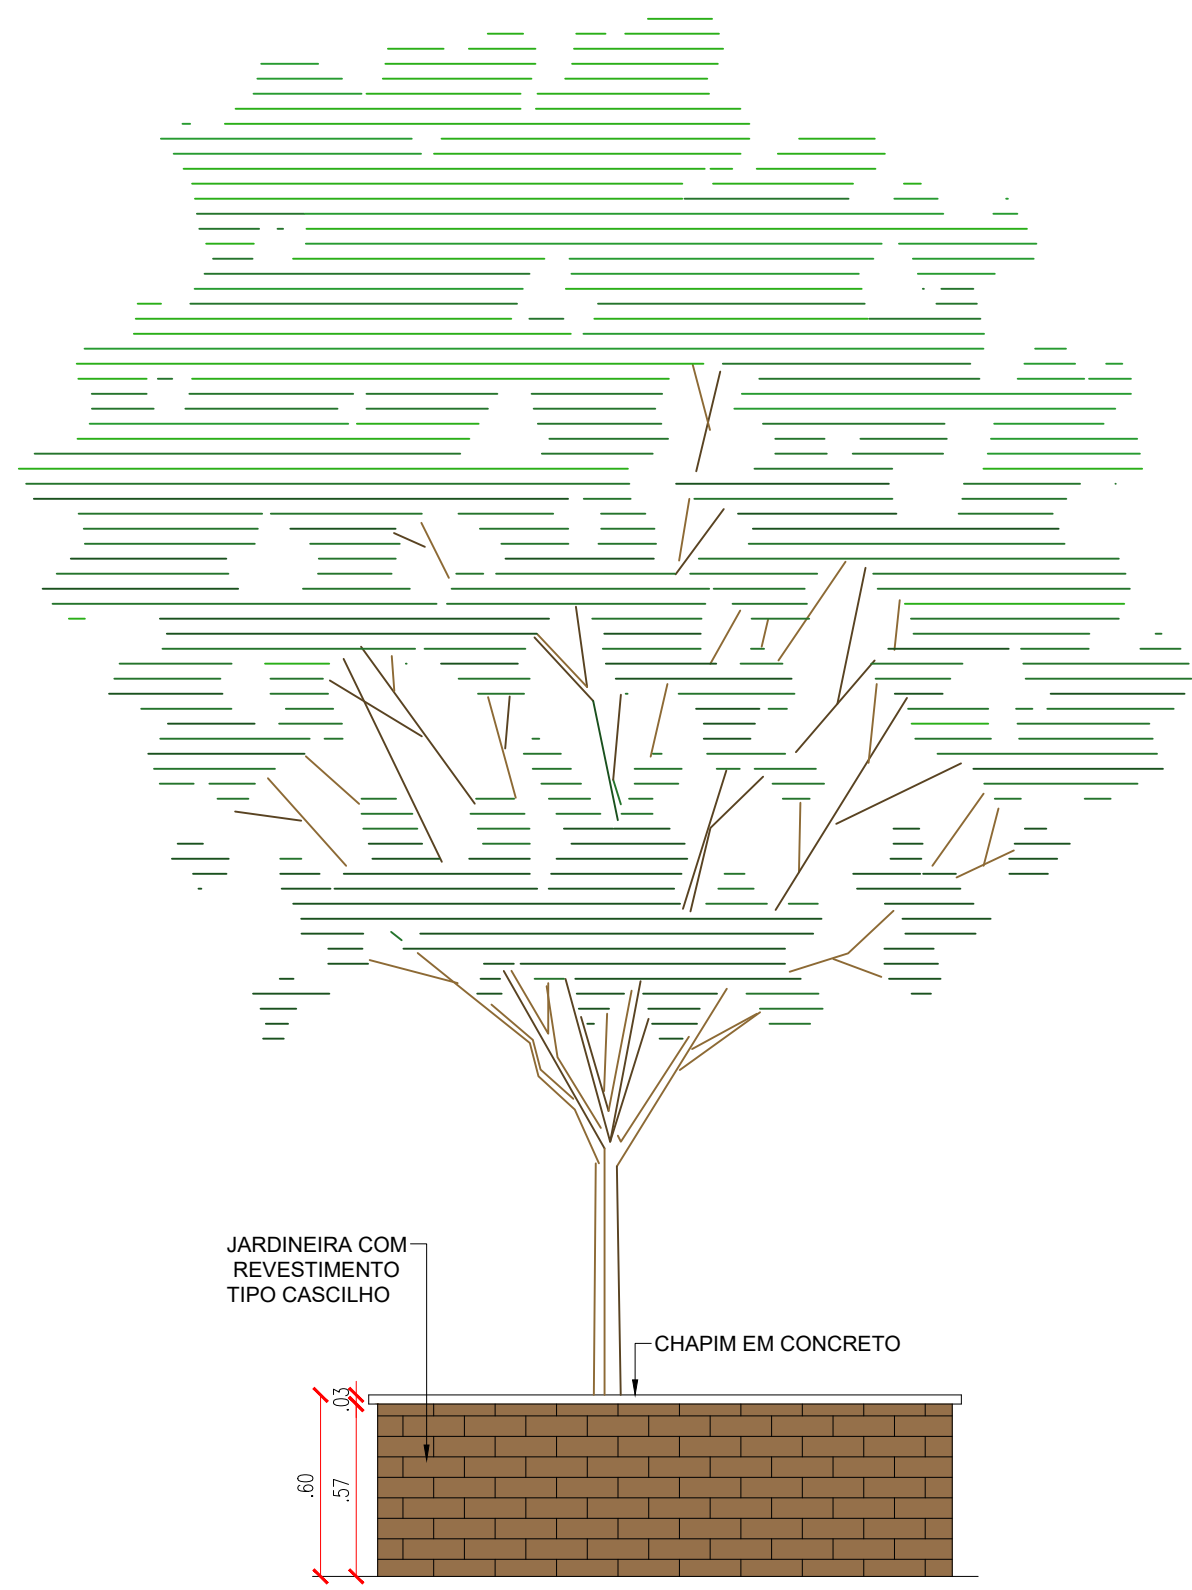 JARDINEIRA COM
REVESTIMENTO
TIPO CASCILHO
CHAPIM EM CONCRETO
.03
.60
.57